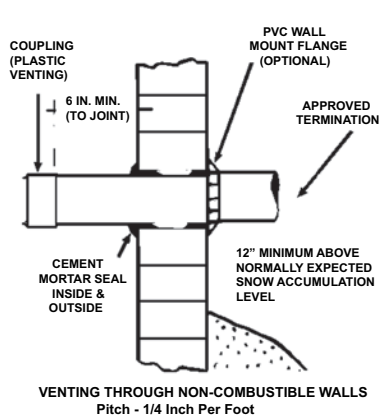 PVC WALL
MOUNT FLANGE
(OPTIONAL)
COUPLING
(PLASTIC
VENTING)
6 IN. MIN.
(TO JOINT)
APPROVED
TERMINATION
CEMENT
MORTAR SEAL
INSIDE &
OUTSIDE
12” MINIMUM ABOVE
NORMALLY EXPECTED
SNOW ACCUMULATION
LEVEL
VENTING THROUGH NON-COMBUSTIBLE WALLS
Pitch - 1/4 Inch Per Foot